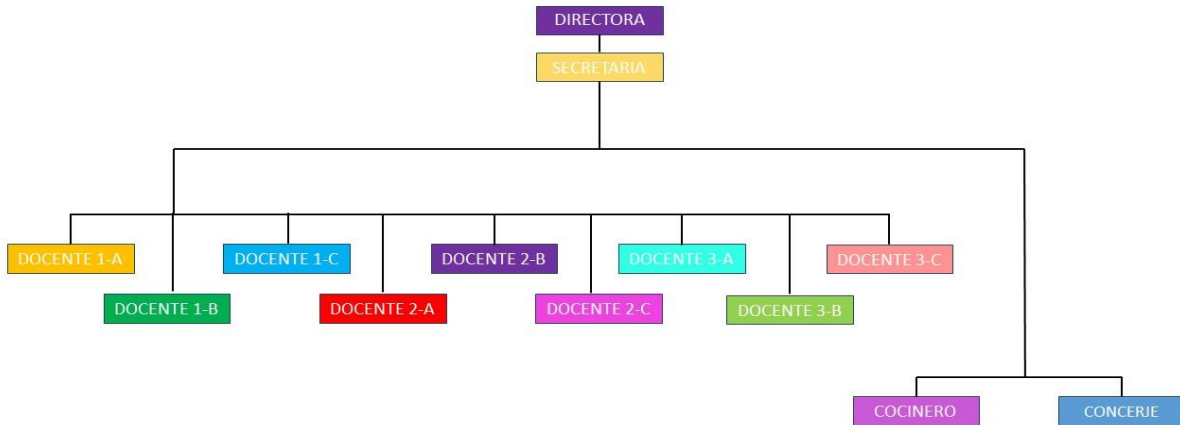 DIRECTORA
SECRETARIA
DOCENTE 1-A
DOCENTE 1-C
DOCENTE 2-B
DOCENTE 3-A
DOCENTE 3-C
DOCENTE 1-B
DOCENTE 2-A
DOCENTE 2-C
DOCENTE 3-B
COCINERO
CONCERJE